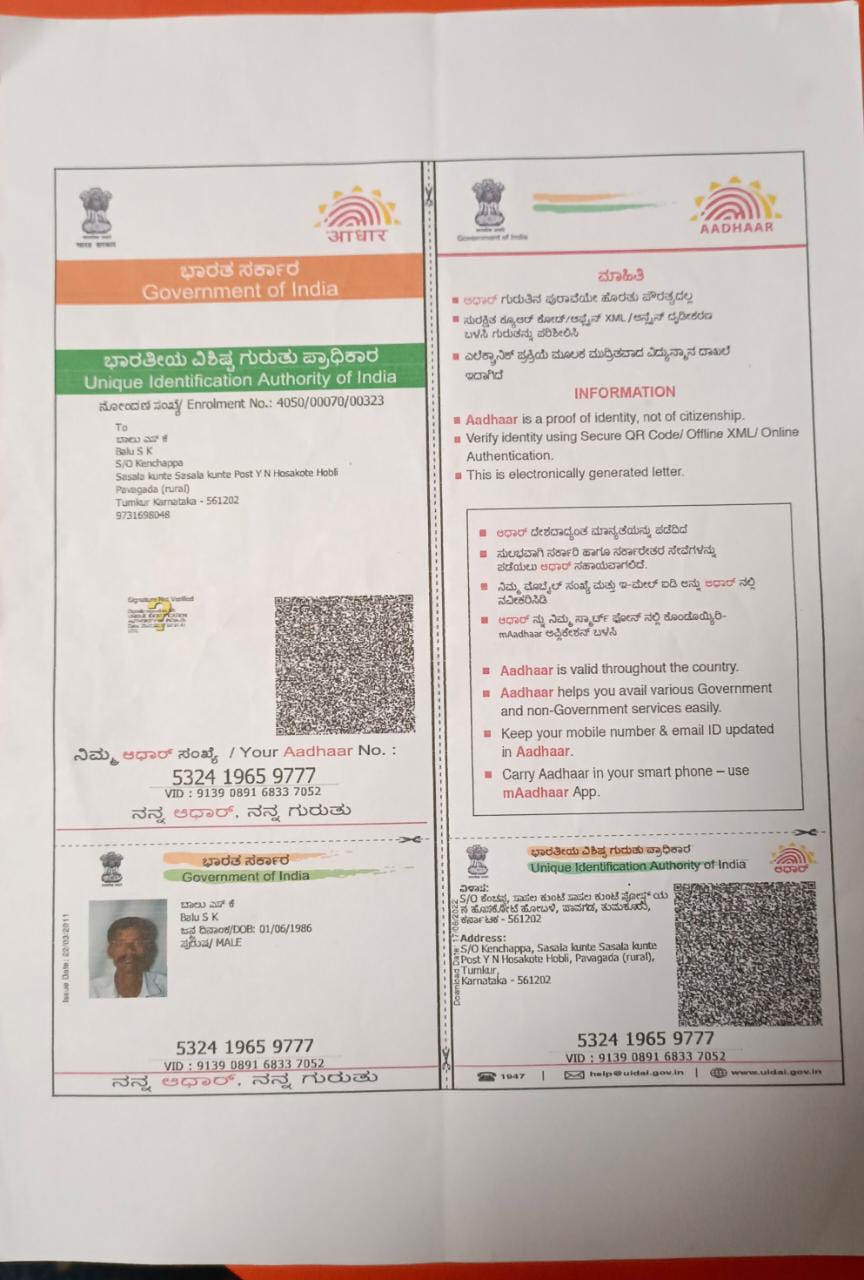 भारत सरकार
आधार
ಭಾರತ ಸರ್ಕಾರ
Government of India
ಭಾರತೀಯ ವಿಶಿಷ್ಟ ಗುರುತು ಪ್ರಾಧಿಕಾರ
Unique Identification Authority of India
ನೋಂದಣಿ ಸಂಖ್ಯೆ/ Enrolment No.: 4050/00070/00323
To
ಬಾಲು ಎಸ್ ಕೆ
Balu S K
S/O Kenchappa
Sasala kunte Sasala kunte Post Y N Hosakote Hobli
Pavagada (rural)
Tumkur Karnataka - 561202
9731698048
Signature Not Verified
ನಿಮ್ಮ ಆಧಾರ್ ಸಂಖ್ಯೆ / Your Aadhaar No. :
5324 1965 9777
VID : 9139 0891 6833 7052
ನನ್ನ ಆಧಾರ್, ನನ್ನ ಗುರುತು
Government of India
AADHAAR
ಮಾಹಿತಿ
ಆಧಾರ್ ಗುರುತಿನ ಪುರಾವೆಯೇ ಹೊರತು ಪೌರತ್ವದಲ್ಲ
ಸುರಕ್ಷಿತ ಕ್ಯೂಆರ್ ಕೋಡ್/ಆಫ್ಲೈನ್ XML /ಆನ್ಲೈನ್ ದೃಢೀಕರಣ
ಬಳಸಿ ಗುರುತನ್ನು ಪರಿಶೀಲಿಸಿ
ಎಲೆಕ್ಟ್ರಾನಿಕ್ ಪ್ರಕ್ರಿಯೆ ಮೂಲಕ ಮುದ್ರಿತವಾದ ವಿದ್ಯುನ್ಮಾನ ದಾಖಲೆ
ಇದಾಗಿದೆ
INFORMATION
Aadhaar is a proof of identity, not of citizenship.
Verify identity using Secure QR Code/ Offline XML/ Online
Authentication.
This is electronically generated letter.
ಆಧಾರ್ ದೇಶದಾದ್ಯಂತ ಮಾನ್ಯತೆಯನ್ನು ಪಡೆದಿದೆ
ಸುಲಭವಾಗಿ ಸರ್ಕಾರಿ ಹಾಗೂ ಸರ್ಕಾರೇತರ ಸೇವೆಗಳನ್ನು
ಪಡೆಯಲು ಆಧಾರ್ ಸಹಾಯವಾಗಲಿದೆ.
ನಿಮ್ಮ ಮೊಬೈಲ್ ಸಂಖ್ಯೆ ಮತ್ತು ಇ-ಮೇಲ್ ಐಡಿ ಅನ್ನು ಆಧಾರ್ ನಲ್ಲಿ
ನವೀಕರಿಸಿಡಿ
ಆಧಾರ್ ನ್ನು ನಿಮ್ಮ ಸ್ಮಾರ್ಟ್ ಫೋನ್ ನಲ್ಲಿ ಕೊಂಡೊಯ್ಯಿರಿ-
mAadhaar ಅಪ್ಲಿಕೇಶನ್ ಬಳಸಿ
Aadhaar is valid throughout the country.
Aadhaar helps you avail various Government
and non-Government services easily.
Keep your mobile number & email ID updated
in Aadhaar.
Carry Aadhaar in your smart phone – use
mAadhaar App.
ಭಾರತ ಸರ್ಕಾರ
Government of India
Issue Date: 22/03/2011
ಬಾಲು ಎಸ್ ಕೆ
Balu S K
ಜನ್ಮ ದಿನಾಂಕ/DOB: 01/06/1986
ಪುರುಷ/ MALE
5324 1965 9777
VID : 9139 0891 6833 7052
ನನ್ನ ಆಧಾರ್, ನನ್ನ ಗುರುತು
ಭಾರತೀಯ ವಿಶಿಷ್ಟ ಗುರುತು ಪ್ರಾಧಿಕಾರ
Unique Identification Authority of India
ಆಧಾರ್
Download Date: 17/08/2022
ವಿಳಾಸ:
S/O ಕೆಂಚಪ್ಪ, ಸಾಸಲ ಕುಂಟೆ ಸಾಸಲ ಕುಂಟೆ ಪೋಸ್ಟ್ ಯ
ನ ಹೊಸಕೋಟೆ ಹೋಬಳಿ, ಪಾವಗಡ, ತುಮಕೂರು,
ಕರ್ನಾಟಕ - 561202
Address:
S/O Kenchappa, Sasala kunte Sasala kunte
Post Y N Hosakote Hobli, Pavagada (rural),
Tumkur,
Karnataka - 561202
5324 1965 9777
VID : 9139 0891 6833 7052
1947 | help@uidai.gov.in | www.uidai.gov.in